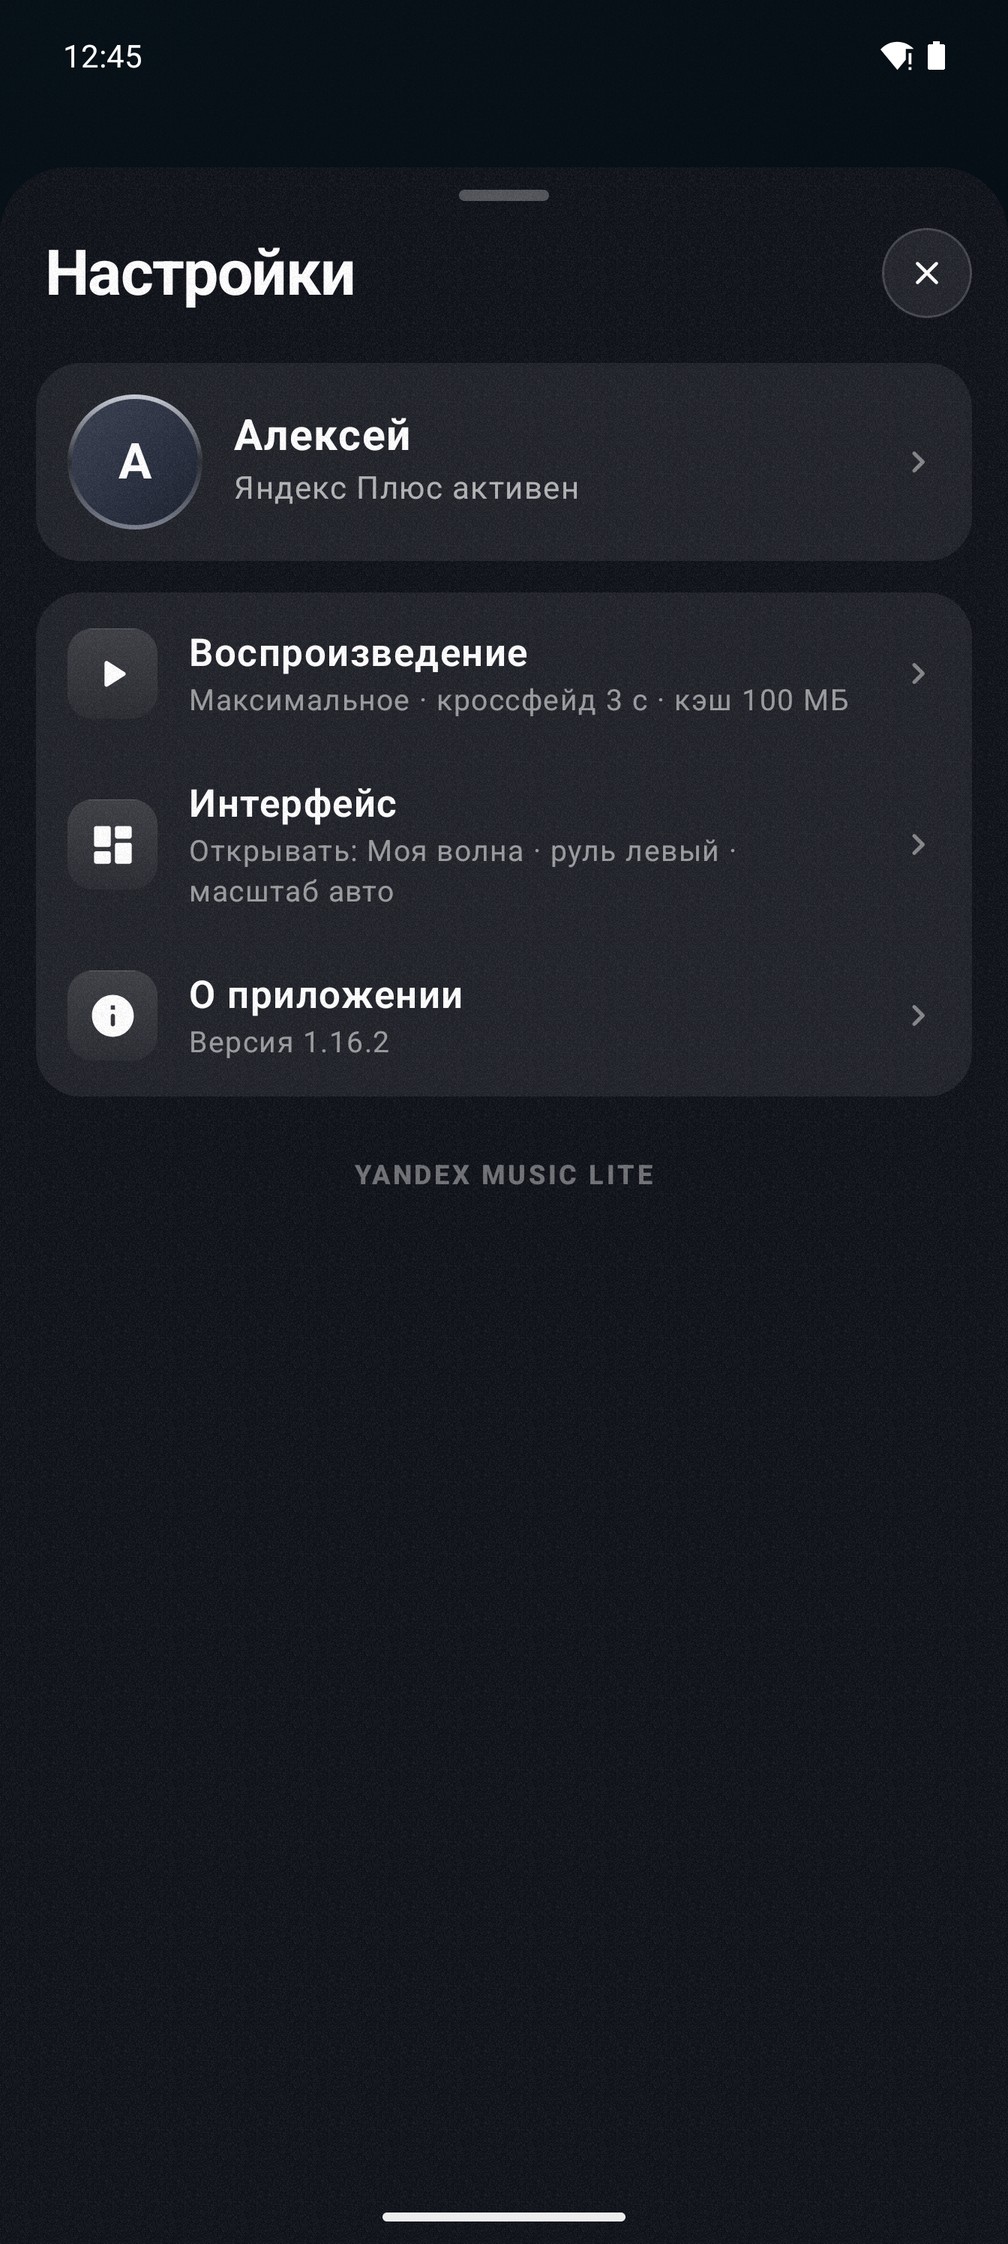 12:45
Настройки
А
Алексей
Яндекс Плюс активен
Воспроизведение
Максимальное · кроссфейд 3 с · кэш 100 МБ
Интерфейс
Открывать: Моя волна · руль левый ·
масштаб авто
О приложении
Версия 1.16.2
YANDEX MUSIC LITE